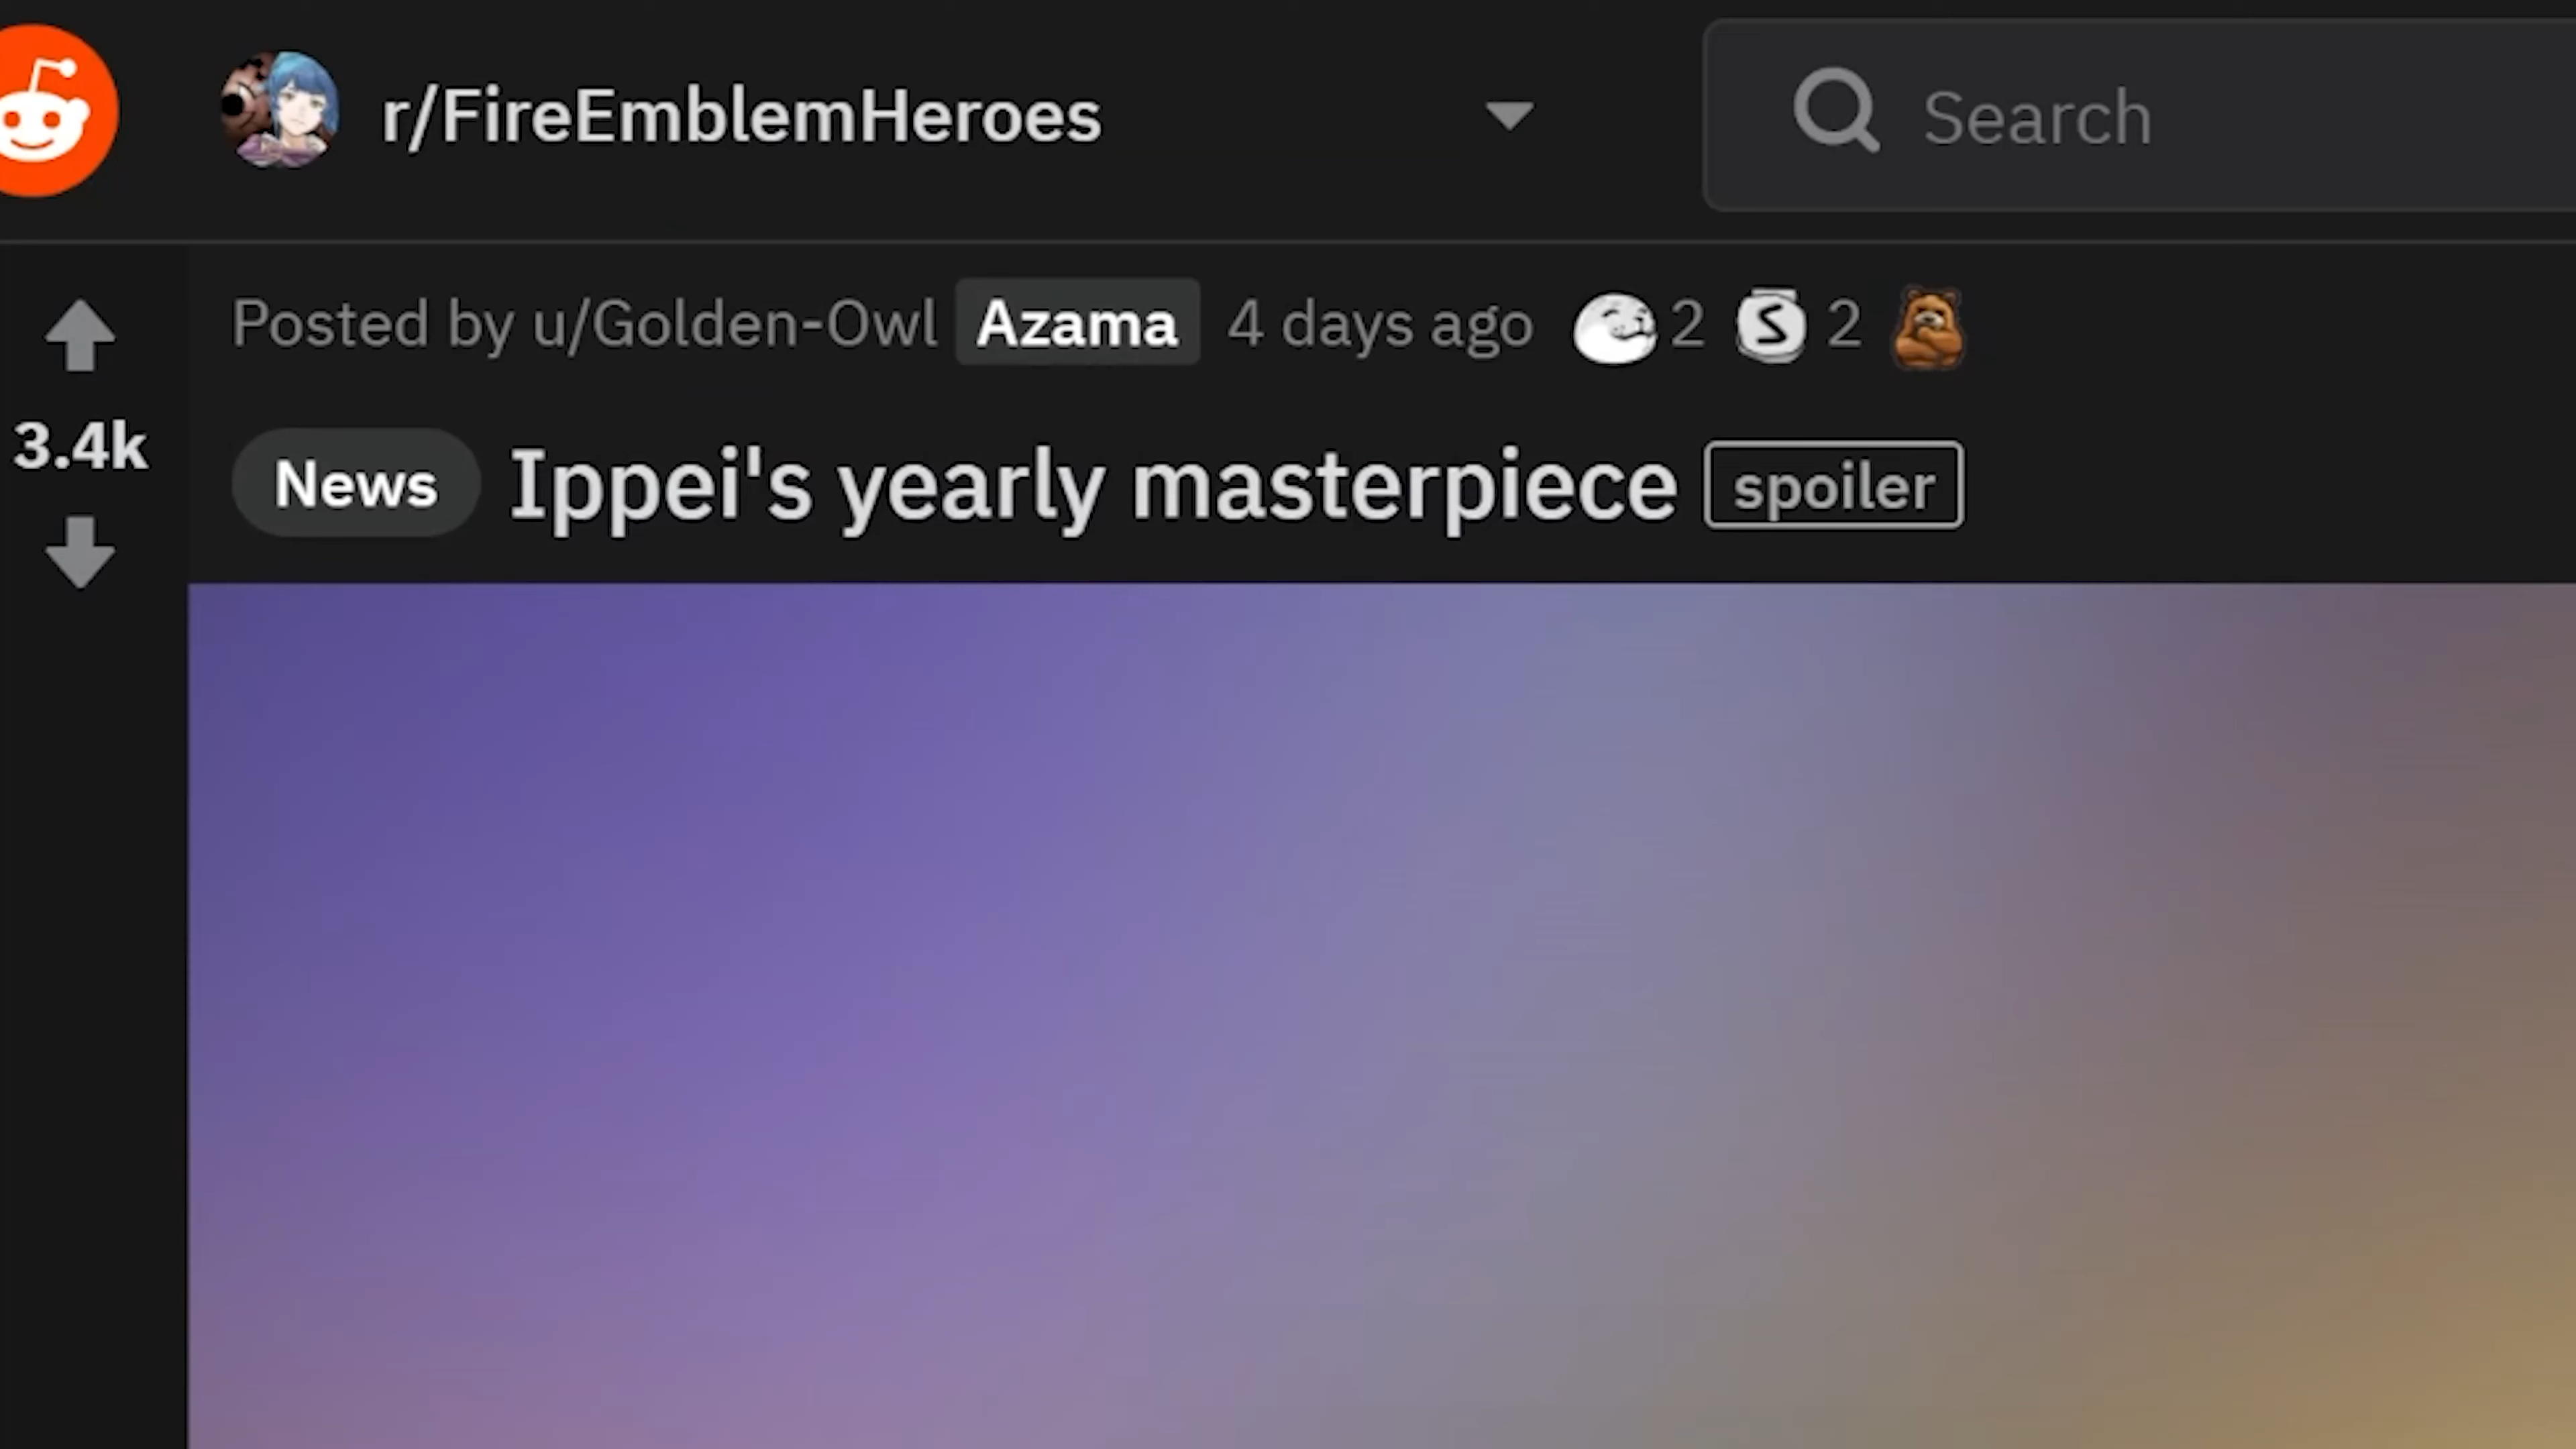 r/FireEmblemHeroes
Search
Posted by u/Golden-Owl Azama 4 days ago 2 S 2
3.4k
News Ippei's yearly masterpiece spoiler